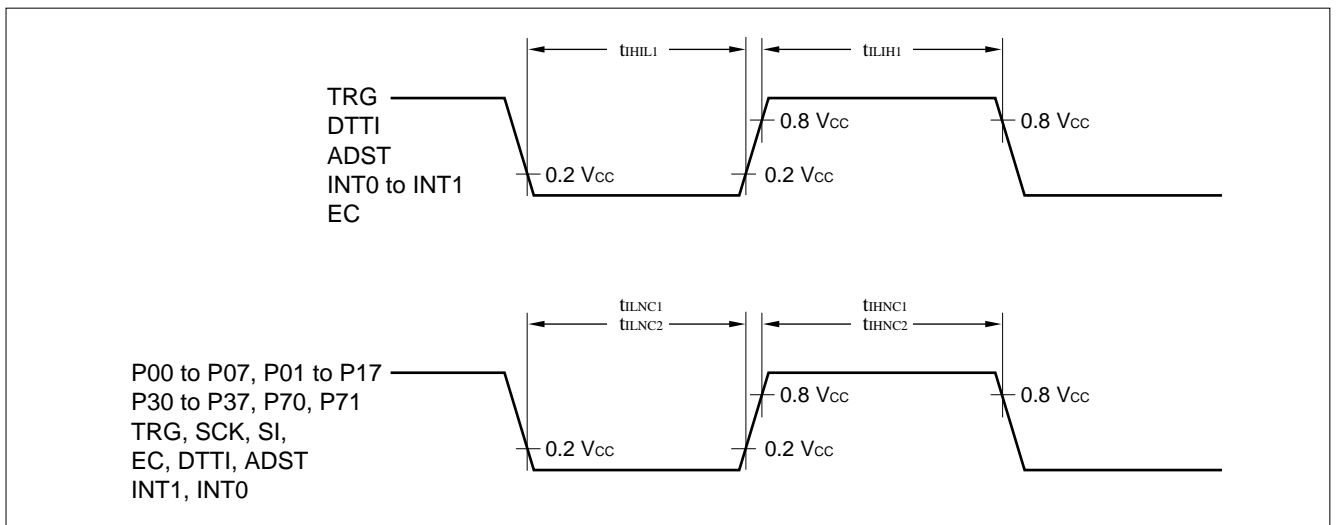 tIHIL1 tILIH1
TRG
DTTI
ADST
INT0 to INT1
EC
0.8 VCC 0.8 VCC
0.2 VCC 0.2 VCC
tILNC1 tIHNC1
tILNC2 tIHNC2
P00 to P07, P01 to P17
P30 to P37, P70, P71
TRG, SCK, SI,
EC, DTTI, ADST
INT1, INT0
0.8 VCC 0.8 VCC
0.2 VCC 0.2 VCC